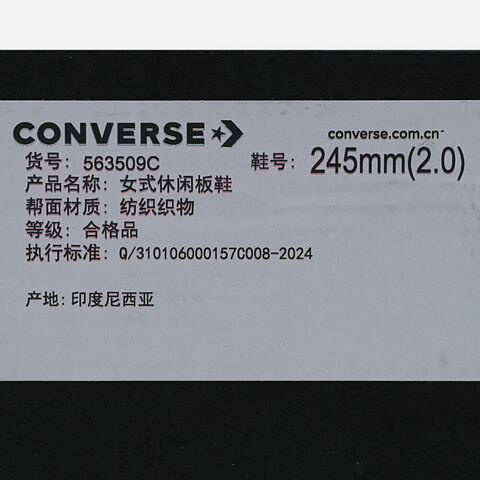 CONVERSE
converse.com.cn
货号: 563509C
鞋号: 245mm(2.0)
产品名称: 女式休闲板鞋
帮面材质: 纺织织物
等级: 合格品
执行标准: Q/310106000157C008-2024
产地: 印度尼西亚